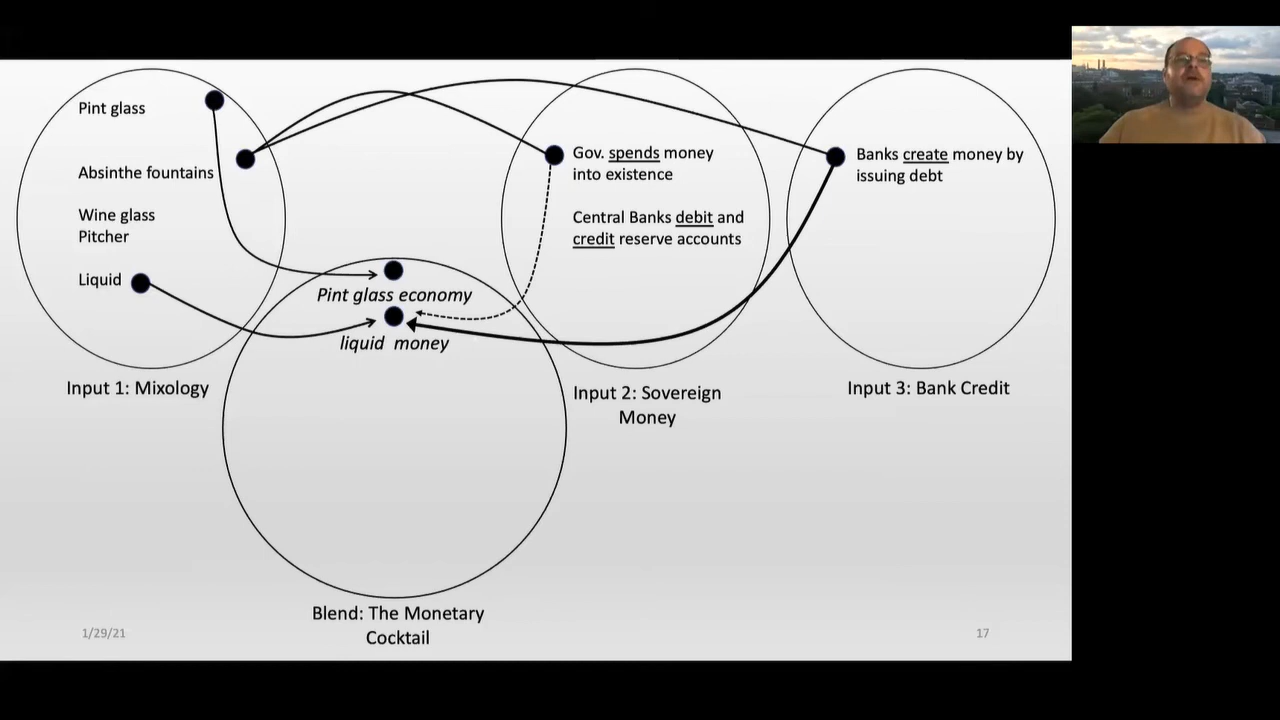 Pint glass
Absinthe fountains
Wine glass
Pitcher
Liquid
Input 1: Mixology
Pint glass economy
liquid money
Blend: The Monetary
Cocktail
Gov. spends money
into existence
Central Banks debit and
credit reserve accounts
Input 2: Sovereign
Money
Banks create money by
issuing debt
Input 3: Bank Credit
1/29/21
17